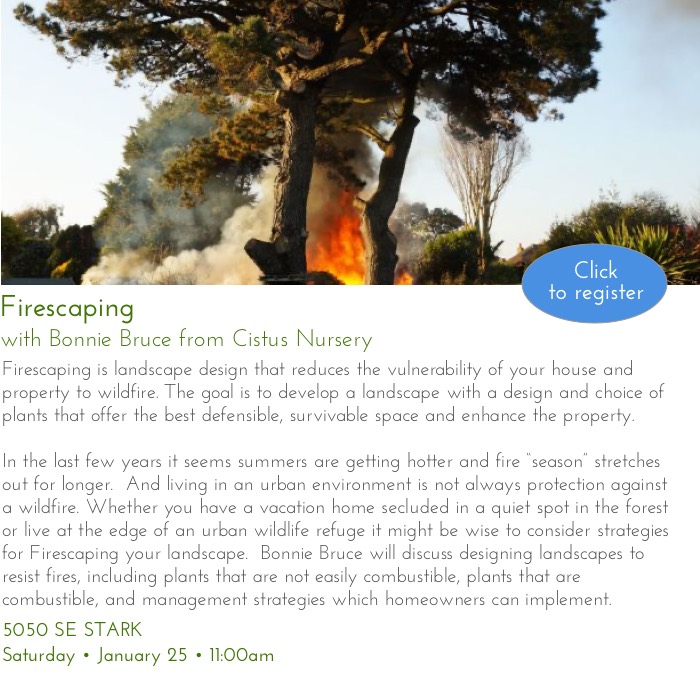 Click
to register
Firescaping
with Bonnie Bruce from Cistus Nursery
Firescaping is landscape design that reduces the vulnerability of your house and
property to wildfire. The goal is to develop a landscape with a design and choice of
plants that offer the best defensible, survivable space and enhance the property.
In the last few years it seems summers are getting hotter and fire "season" stretches
out for longer.  And living in an urban environment is not always protection against
a wildfire. Whether you have a vacation home secluded in a quiet spot in the forest
or live at the edge of an urban wildlife refuge it might be wise to consider strategies
for Firescaping your landscape.  Bonnie Bruce will discuss designing landscapes to
resist fires, including plants that are not easily combustible, plants that are
combustible, and management strategies which homeowners can implement.
5050 SE STARK
Saturday • January 25 • 11:00am